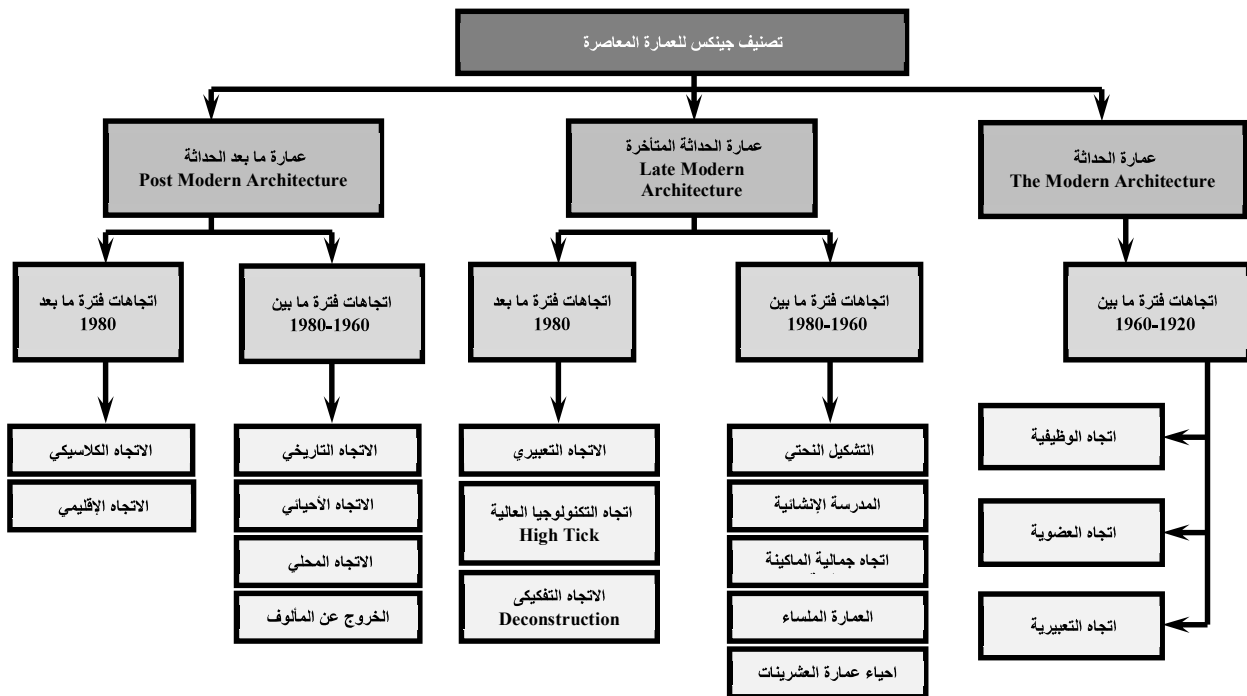 تصنيف جينكس للعمارة المعاصرة
عمارة الحداثة
The Modern Architecture
عمارة الحداثة المتأخرة
Late Modern
Architecture
عمارة ما بعد الحداثة
Post Modern Architecture
اتجاهات فترة ما بين
1960-1920
اتجاهات فترة ما بين
1980-1960
اتجاهات فترة ما بعد
1980
اتجاهات فترة ما بين
1980-1960
اتجاهات فترة ما بعد
1980
اتجاه الوظيفية
اتجاه العضوية
اتجاه التعبيرية
التشكيل النحتي
المدرسة الإنشائية
اتجاه جمالية الماكينة
العمارة الملساء
احياء عمارة العشرينات
الاتجاه التعبيري
اتجاه التكنولوجيا العالية
High Tick
الاتجاه التفكيكى
Deconstruction
الاتجاه التاريخي
الاتجاه الأحيائي
الاتجاه المحلي
الخروج عن المألوف
الاتجاه الكلاسيكي
الاتجاه الإقليمي